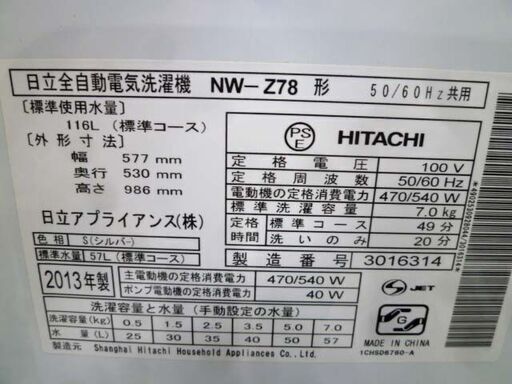 日立全自動電気洗濯機 NW-Z78 形 50/60Hz共用
〔標準使用水量〕
116L (標準コース)
〔外形寸法〕
幅 577 mm
奥行 530 mm
高さ 986 mm
日立アプライアンス(株)
色相 S(シルバー)
標準水量 57L (標準コース)
PSE HITACHI
定格電圧 100 V
定格周波数 50/60 Hz
電動機の定格消費電力 470/540 W
標準洗濯容量 7.0 kg
定格時間 標準コース 49分
洗いのみ 20分
製造番号 3016314
2013年製
主電動機の定格消費電力 470/540 W
ポンプ電動機の定格消費電力 40 W
JET
洗濯容量と水量 (手動設定の水量)
洗濯容量(kg) 0.5 1.5 2.5 3.5 5.0 7.0
水量(L) 25 30 35 40 50 57
製造元 Shanghai Hitachi Household Appliances Co.,Ltd.
G
MADE IN CHINA
1CHSD6760-A